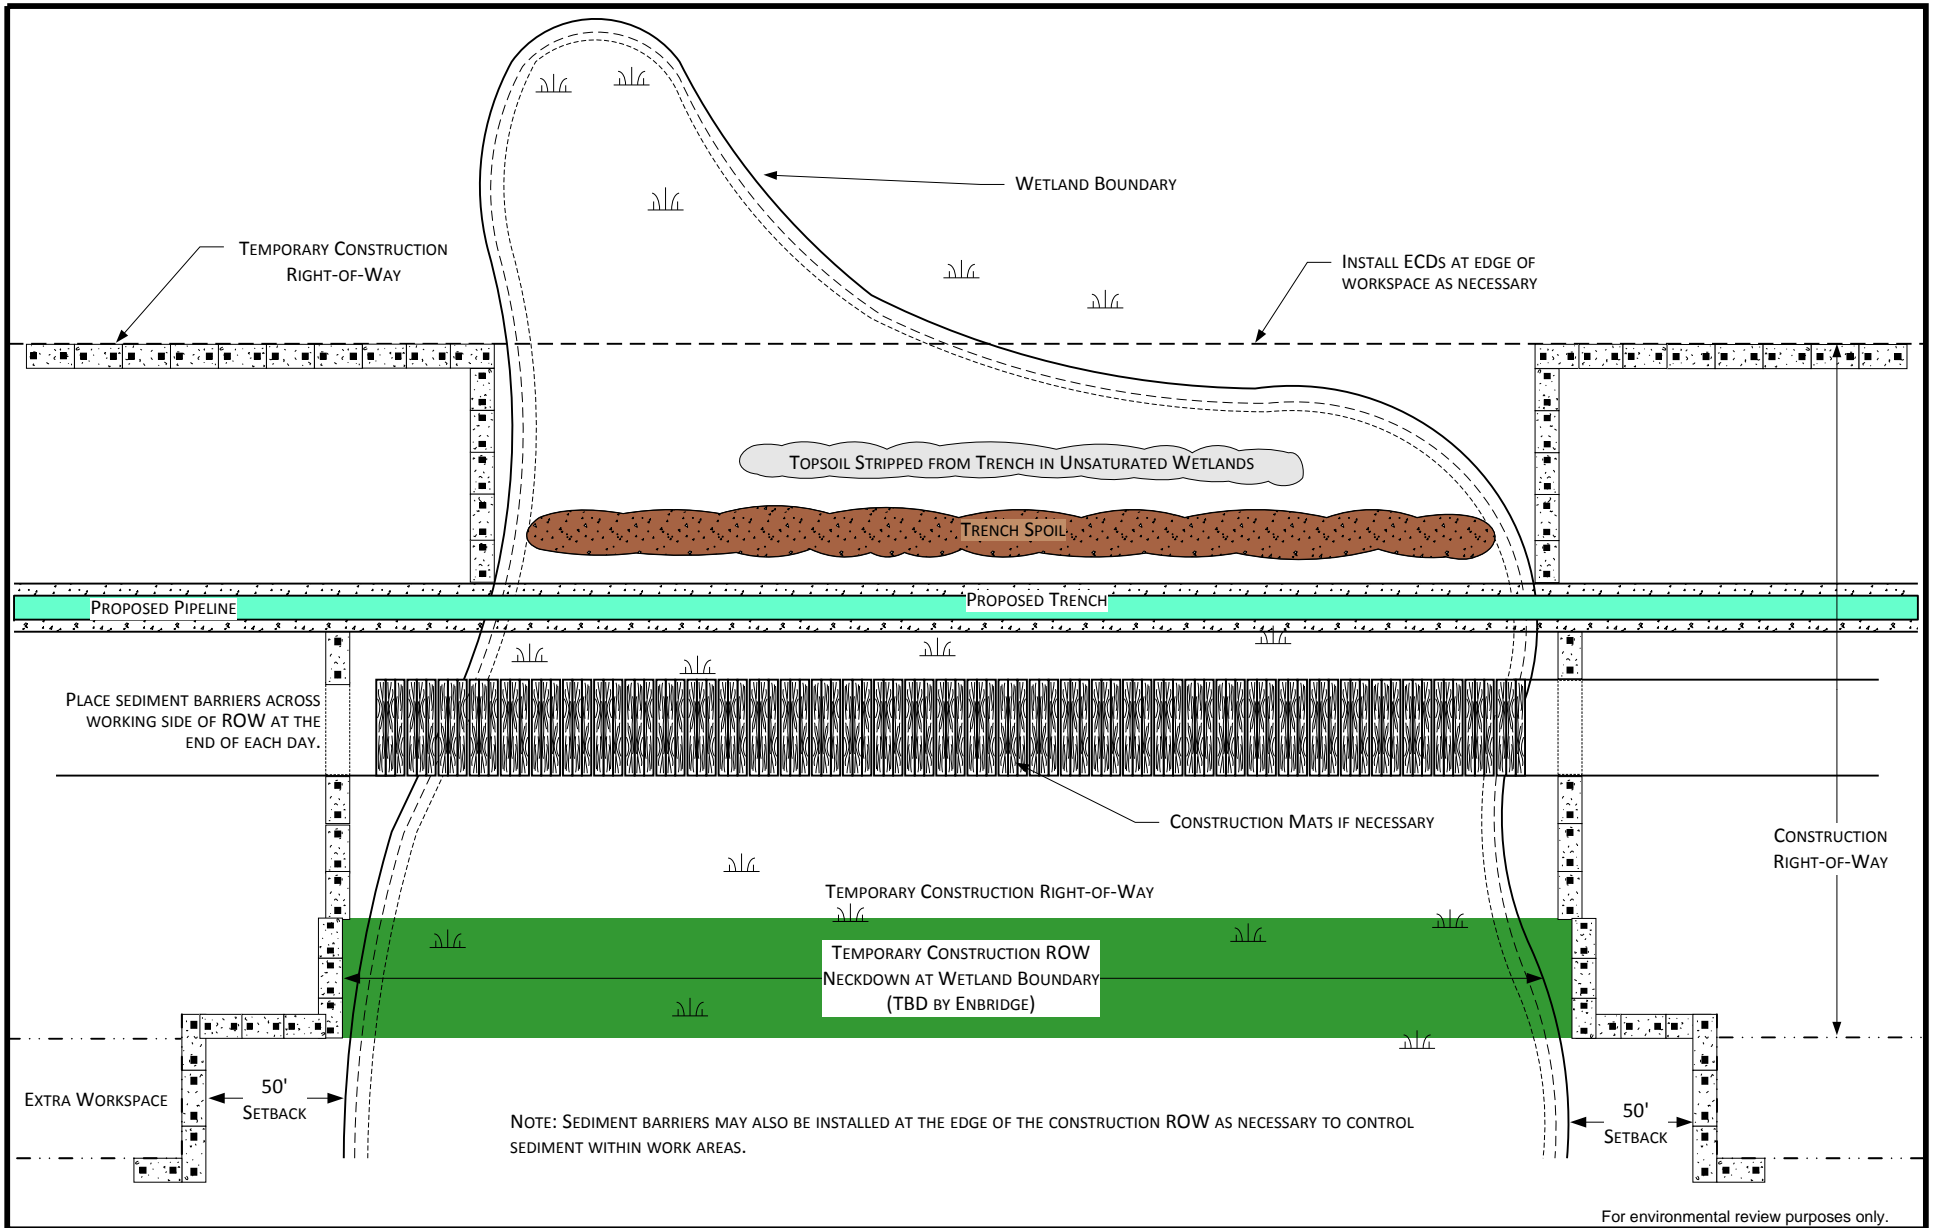 WETLAND BOUNDARY
TEMPORARY CONSTRUCTION
RIGHT-OF-WAY
INSTALL ECDS AT EDGE OF
WORKSPACE AS NECESSARY
TOPSOIL STRIPPED FROM TRENCH IN UNSATURATED WETLANDS
TRENCH SPOIL
PROPOSED PIPELINE
PROPOSED TRENCH
PLACE SEDIMENT BARRIERS ACROSS
WORKING SIDE OF ROW AT THE
END OF EACH DAY.
CONSTRUCTION MATS IF NECESSARY
CONSTRUCTION
RIGHT-OF-WAY
TEMPORARY CONSTRUCTION RIGHT-OF-WAY
TEMPORARY CONSTRUCTION ROW
NECKDOWN AT WETLAND BOUNDARY
(TBD BY ENBRIDGE)
EXTRA WORKSPACE
50'
SETBACK
NOTE: SEDIMENT BARRIERS MAY ALSO BE INSTALLED AT THE EDGE OF THE CONSTRUCTION ROW AS NECESSARY TO CONTROL
SEDIMENT WITHIN WORK AREAS.
50'
SETBACK
For environmental review purposes only.